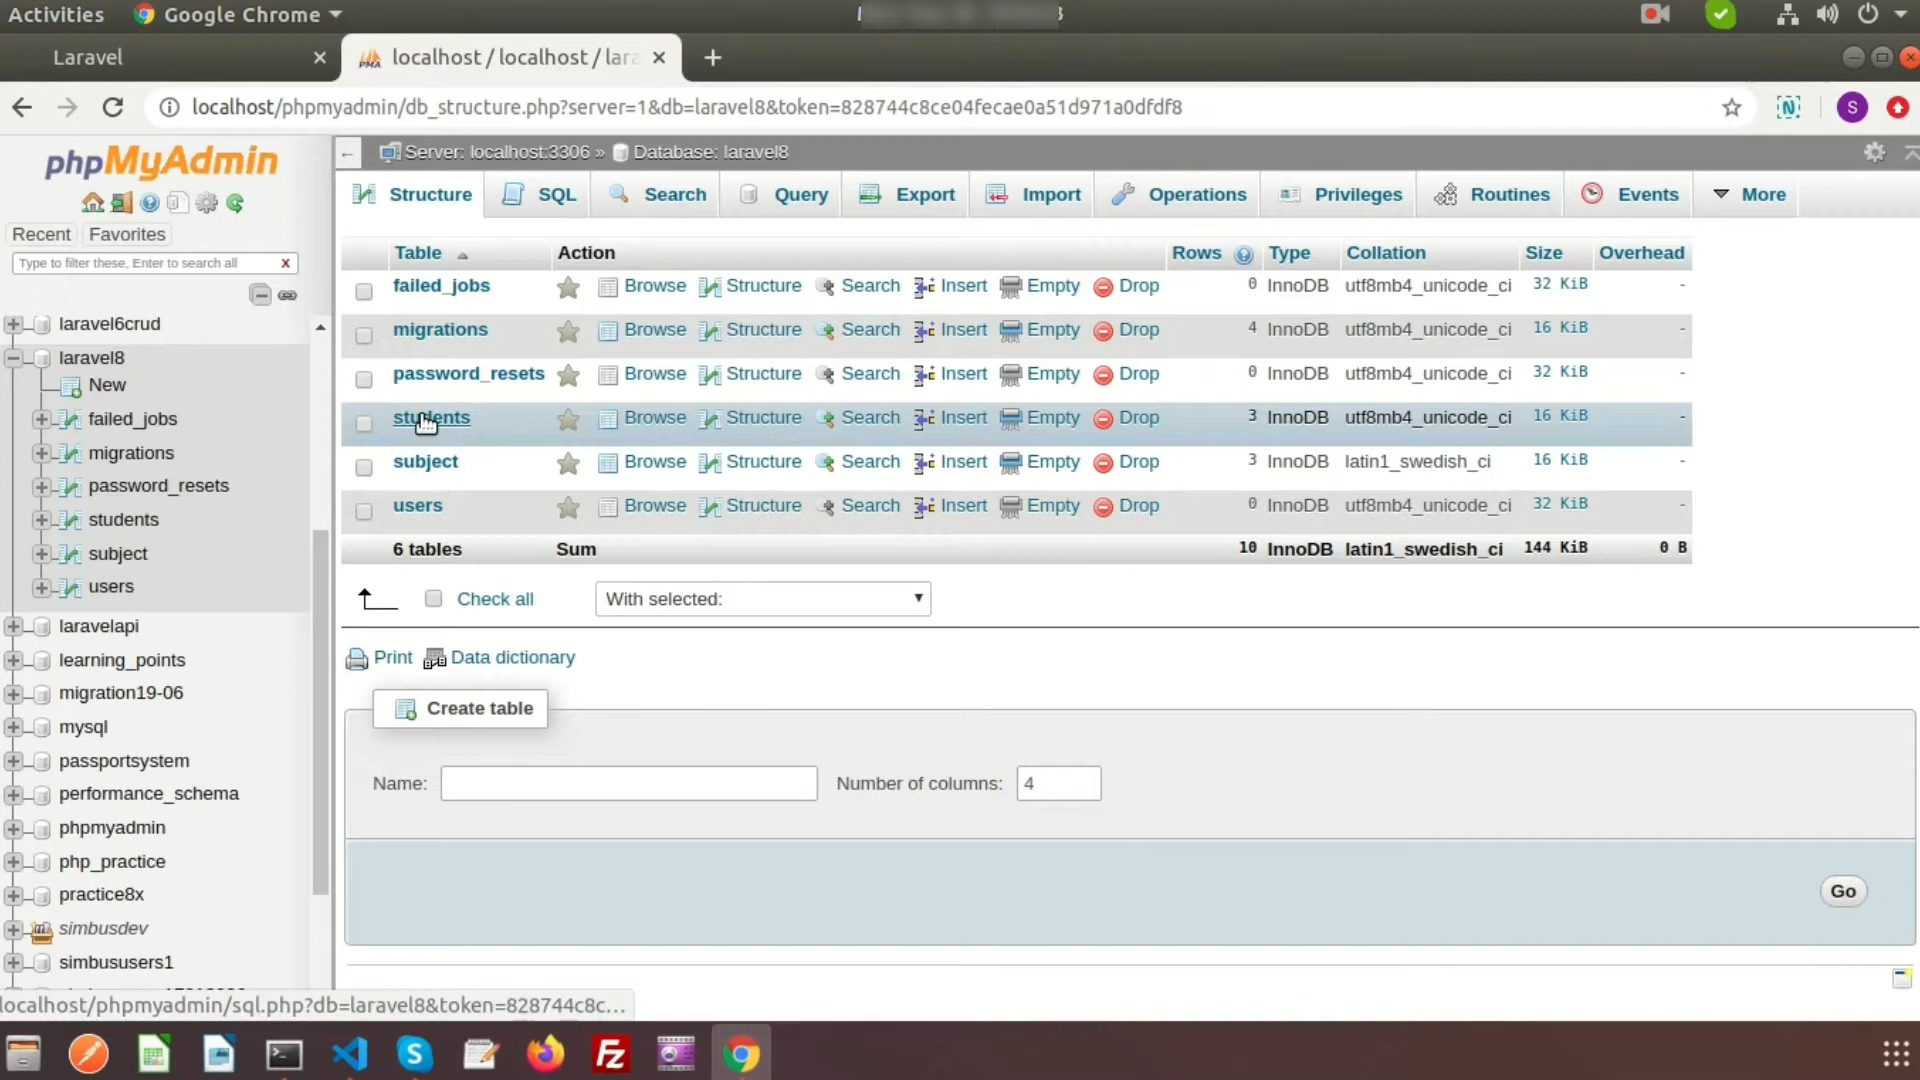 Activities Google Chrome
Laravel localhost / localhost / lara
localhost/phpmyadmin/db_structure.php?server=1&db=laravel8&token=828744c8ce04fecae0a51d971a0dfdf8
phpMyAdmin
Recent Favorites
Type to filter these, Enter to search all X
laravel6crud
laravel8
New
failed_jobs
migrations
password_resets
students
subject
users
laravelapi
learning_points
migration19-06
mysql
passportsystem
performance_schema
phpmyadmin
php_practice
practice8x
simbusdev
simbususers1
Server: localhost:3306 » Database: laravel8
Structure SQL Search Query Export Import Operations Privileges Routines Events More
Table Action Rows Type Collation Size Overhead
failed_jobs Browse Structure Search Insert Empty Drop 0 InnoDB utf8mb4_unicode_ci 32 KiB -
migrations Browse Structure Search Insert Empty Drop 4 InnoDB utf8mb4_unicode_ci 16 KiB -
password_resets Browse Structure Search Insert Empty Drop 0 InnoDB utf8mb4_unicode_ci 32 KiB -
students Browse Structure Search Insert Empty Drop 3 InnoDB utf8mb4_unicode_ci 16 KiB -
subject Browse Structure Search Insert Empty Drop 3 InnoDB latin1_swedish_ci 16 KiB -
users Browse Structure Search Insert Empty Drop 0 InnoDB utf8mb4_unicode_ci 32 KiB -
6 tables Sum 10 InnoDB latin1_swedish_ci 144 KiB 0 B
Check all With selected:
Print Data dictionary
Create table
Name: Number of columns: 4
Go
localhost/phpmyadmin/sql.php?db=laravel8&token=828744c8c...